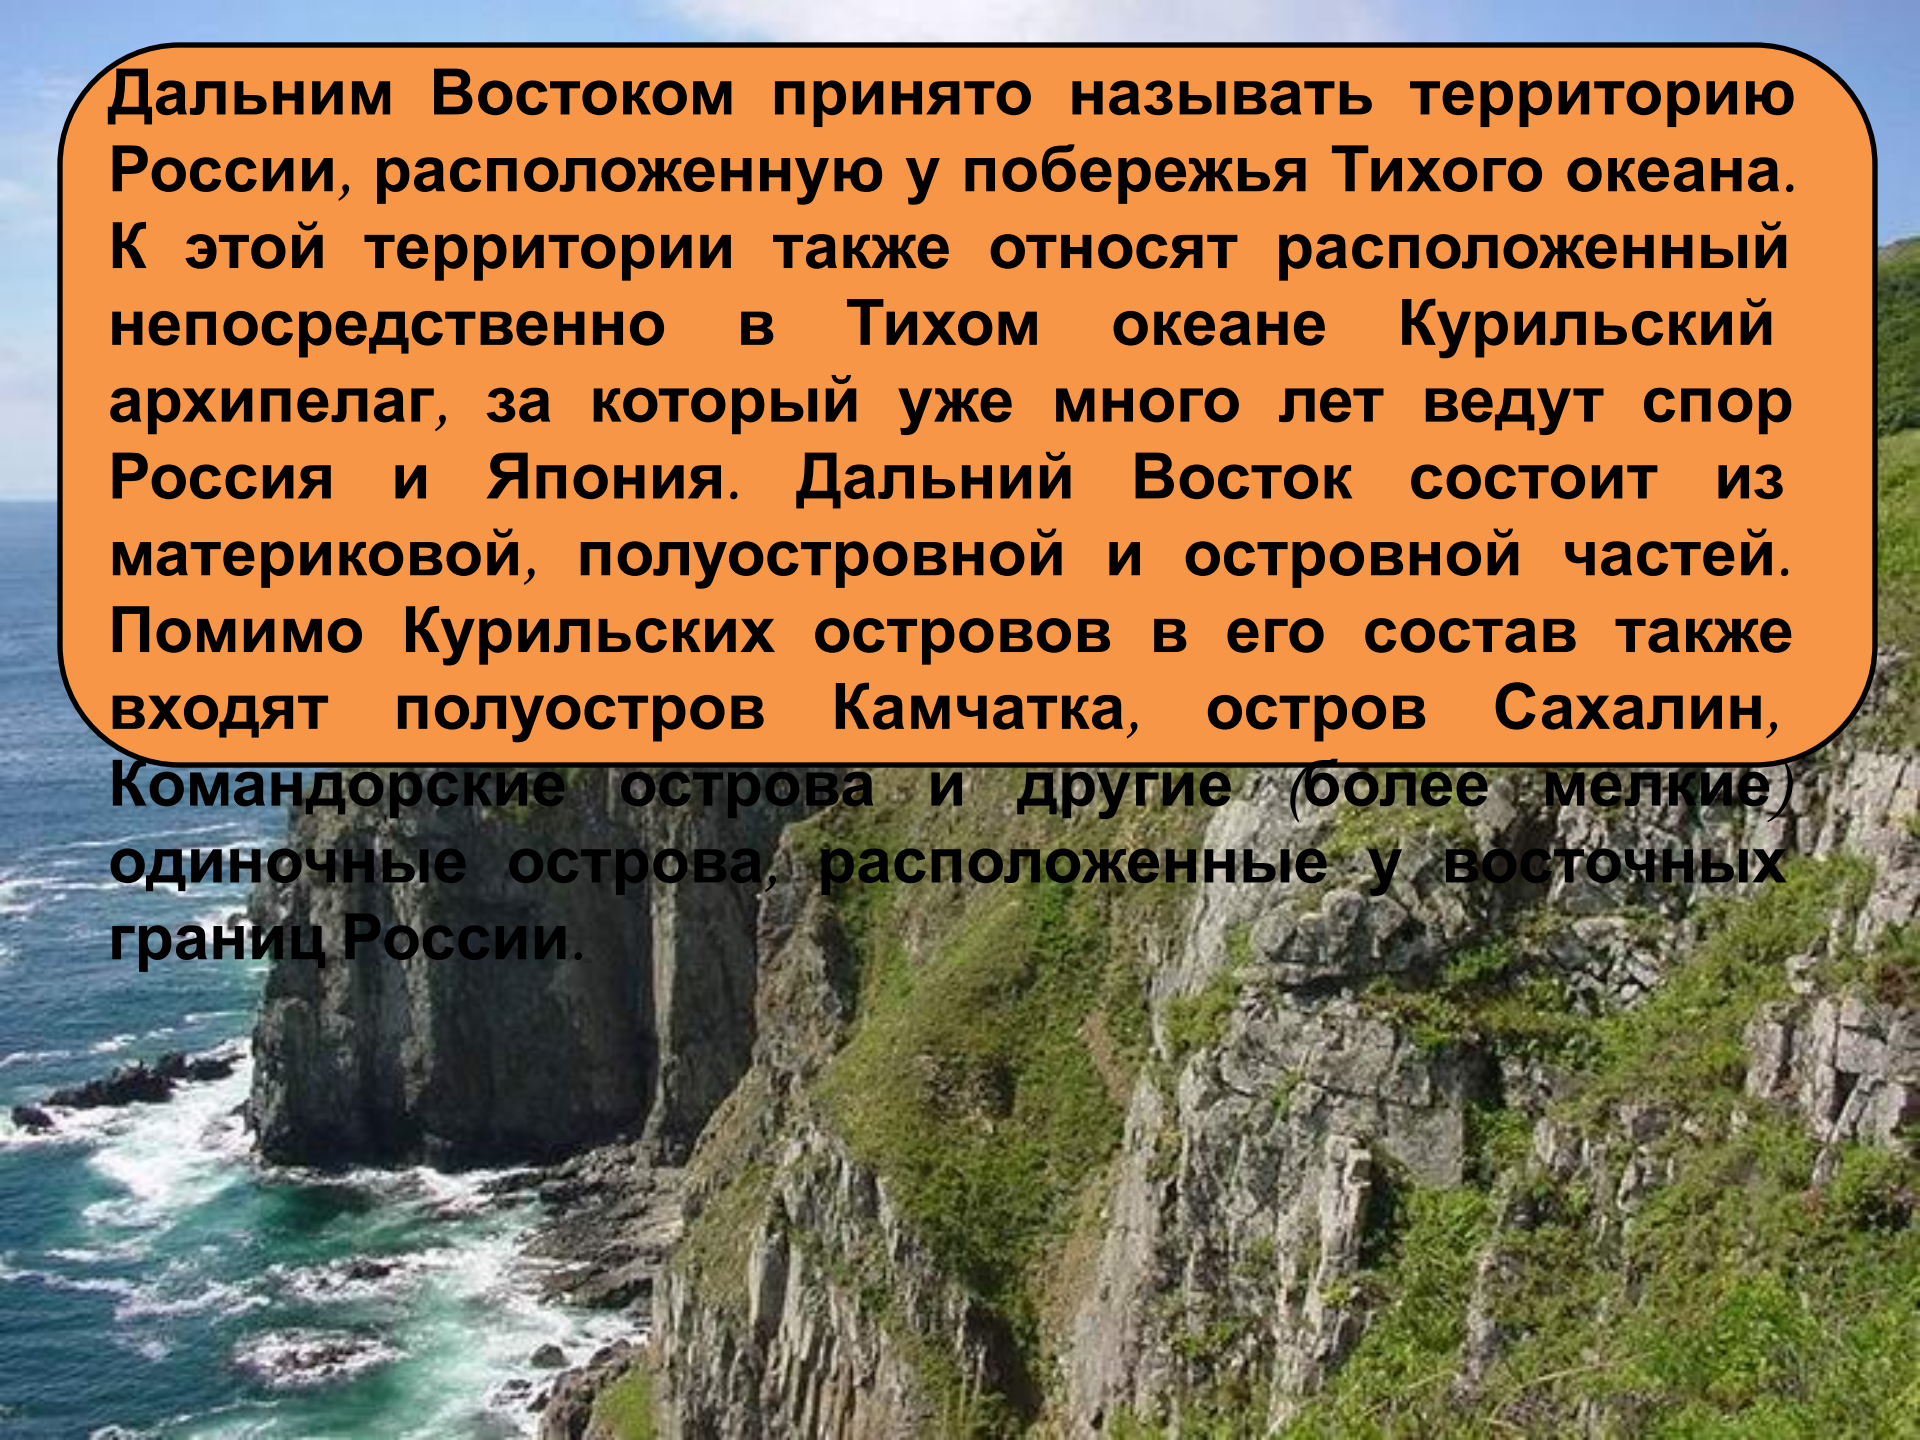 Дальним Востоком принято называть территорию
России, расположенную у побережья Тихого океана.
К этой территории также относят расположенный
непосредственно в Тихом океане Курильский
архипелаг, за который уже много лет ведут спор
Россия и Япония. Дальний Восток состоит из
материковой, полуостровной и островной частей.
Помимо Курильских островов в его состав также
входят полуостров Камчатка, остров Сахалин,
Командорские острова и другие (более мелкие)
одиночные острова, расположенные у восточных
границ России.